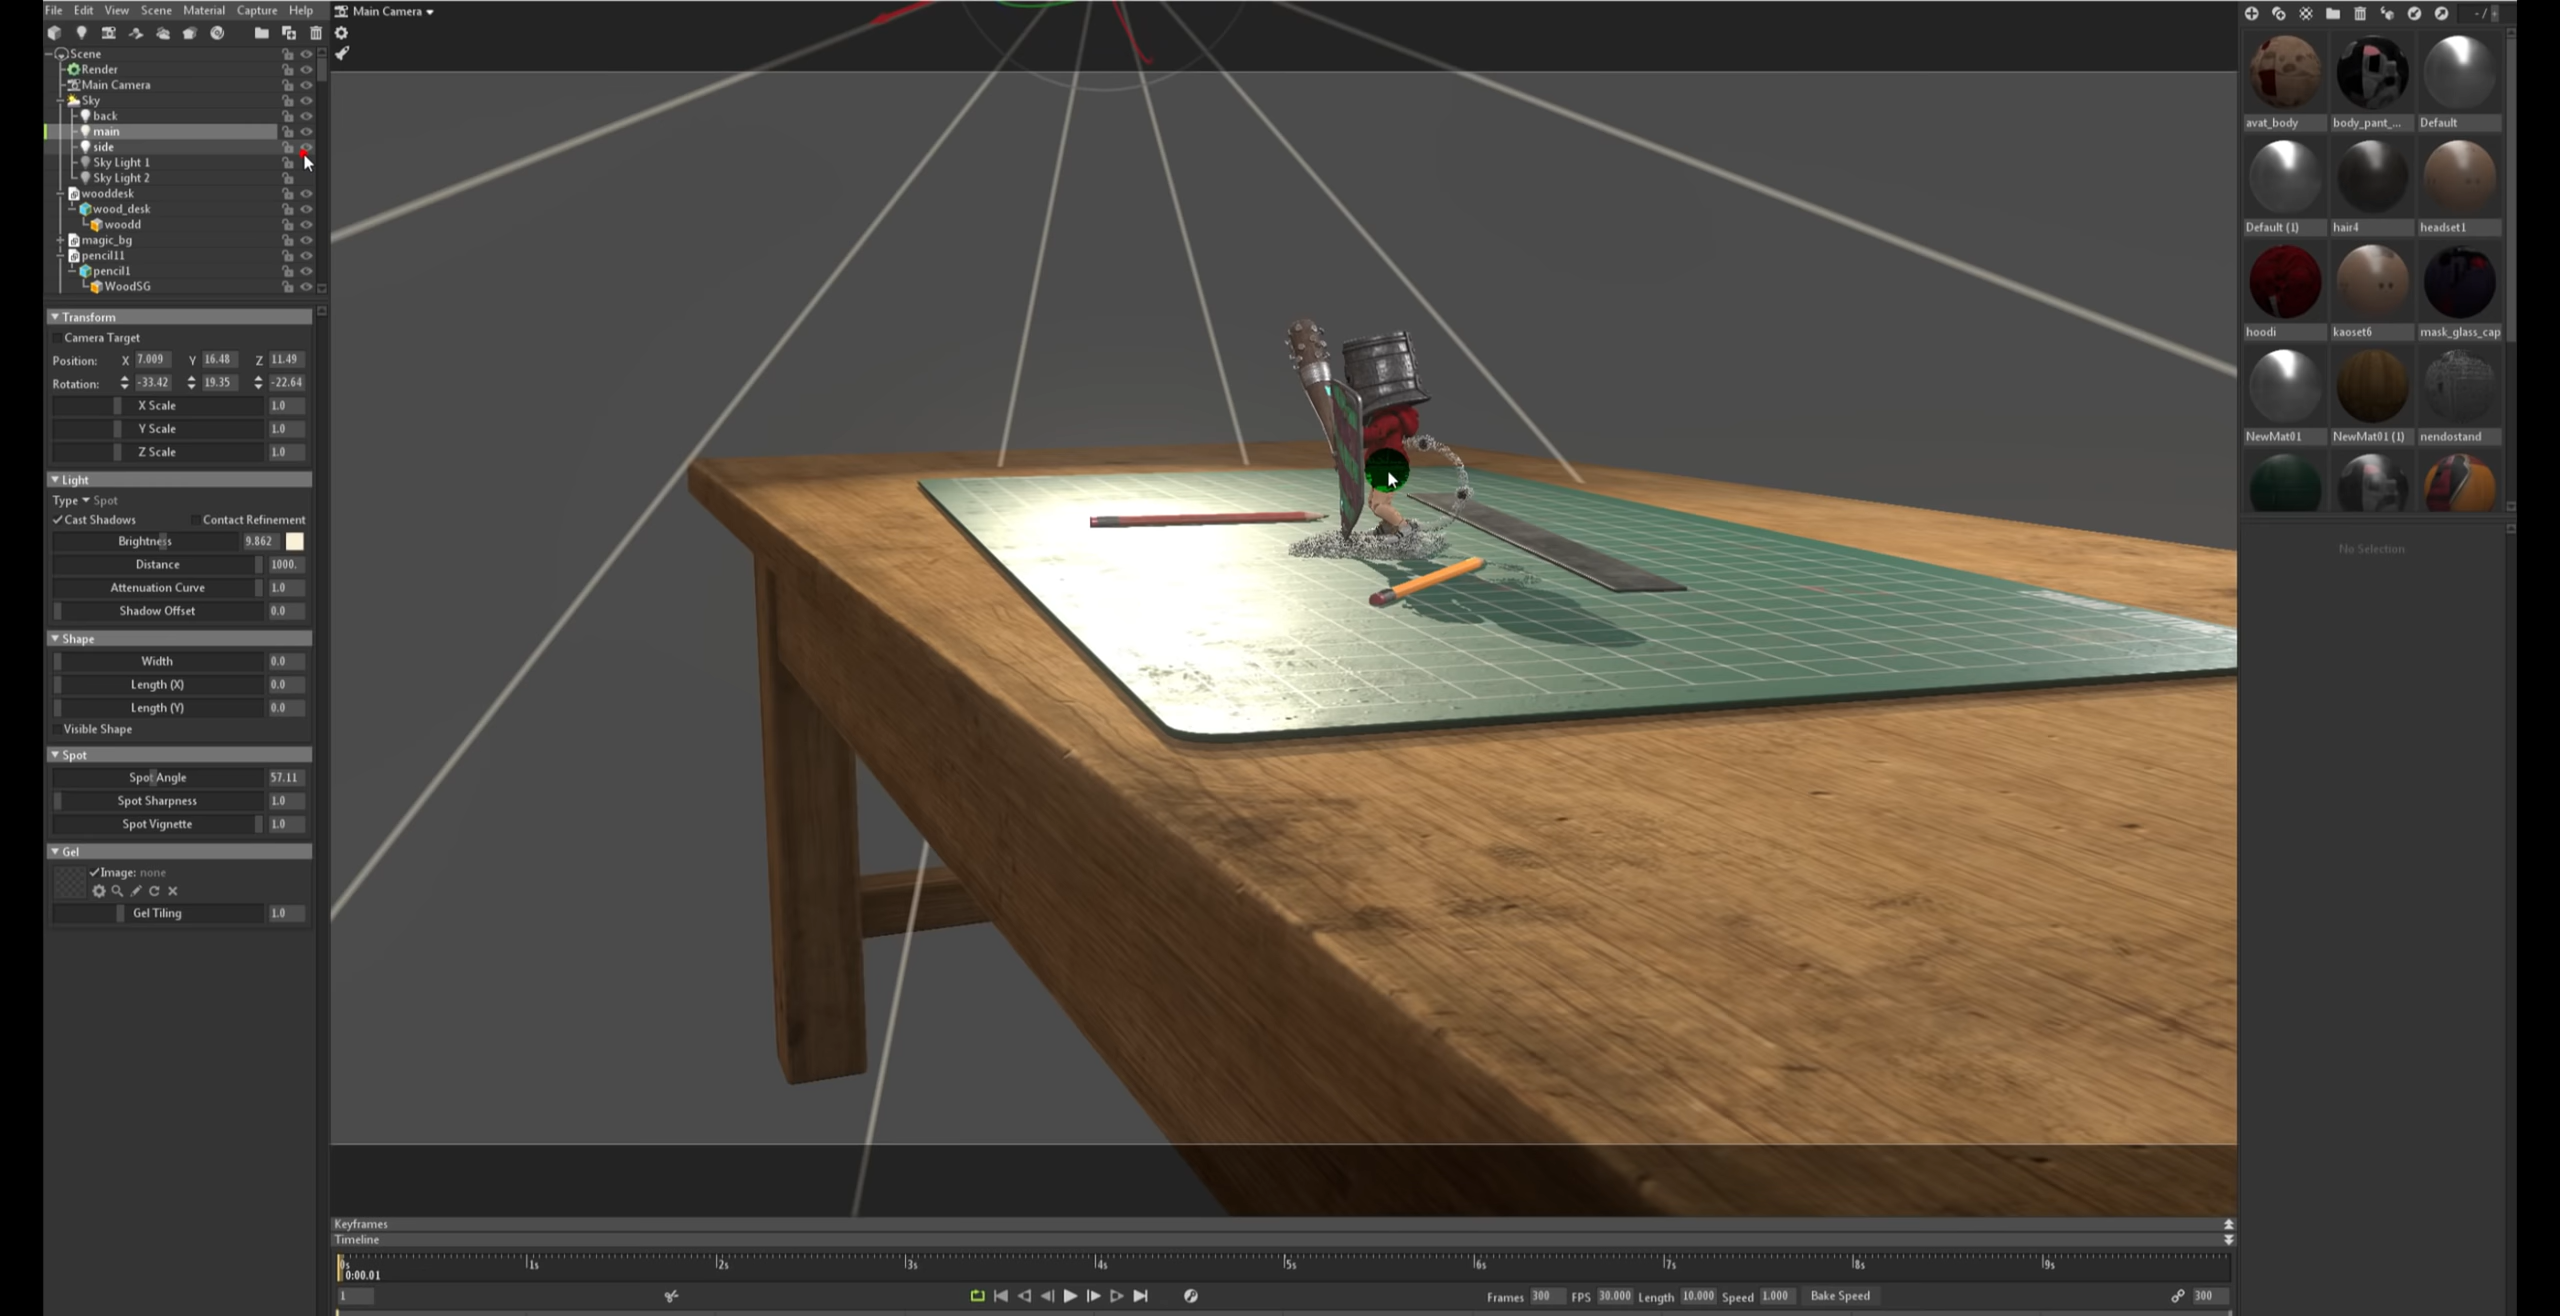 File Edit View Scene Material Capture Help
Scene
Render
Main Camera
Sky
back
main
side
Sky Light 1
Sky Light 2
wooddesk
wood_desk
woodd
magic_bg
pencil11
pencil1
WoodSG
Transform
Camera Target
Position: X 7.009 Y 16.48 Z 11.49
Rotation: -33.42 19.35 -22.64
X Scale 1.0
Y Scale 1.0
Z Scale 1.0
Light
Type Spot
Cast Shadows Contact Refinement
Brightness 9.862
Distance 1000.
Attenuation Curve 1.0
Shadow Offset 0.0
Shape
Width 0.0
Length (X) 0.0
Length (Y) 0.0
Visible Shape
Spot
Spot Angle 57.11
Spot Sharpness 1.0
Spot Vignette 1.0
Gel
Image: none
Gel Tiling 1.0
Main Camera
Keyframes
Timeline
0s 1s 2s 3s 4s 5s 6s 7s 8s 9s
0:00.01
1
Frames 300 FPS 30.000 Length 10.000 Speed 1.000 Bake Speed 300
- /
avat_body body_pant_... Default
Default (1) hair4 headset1
hoodi kaoset6 mask_glass_cap
NewMat01 NewMat01 (1) nendostand
No Selection